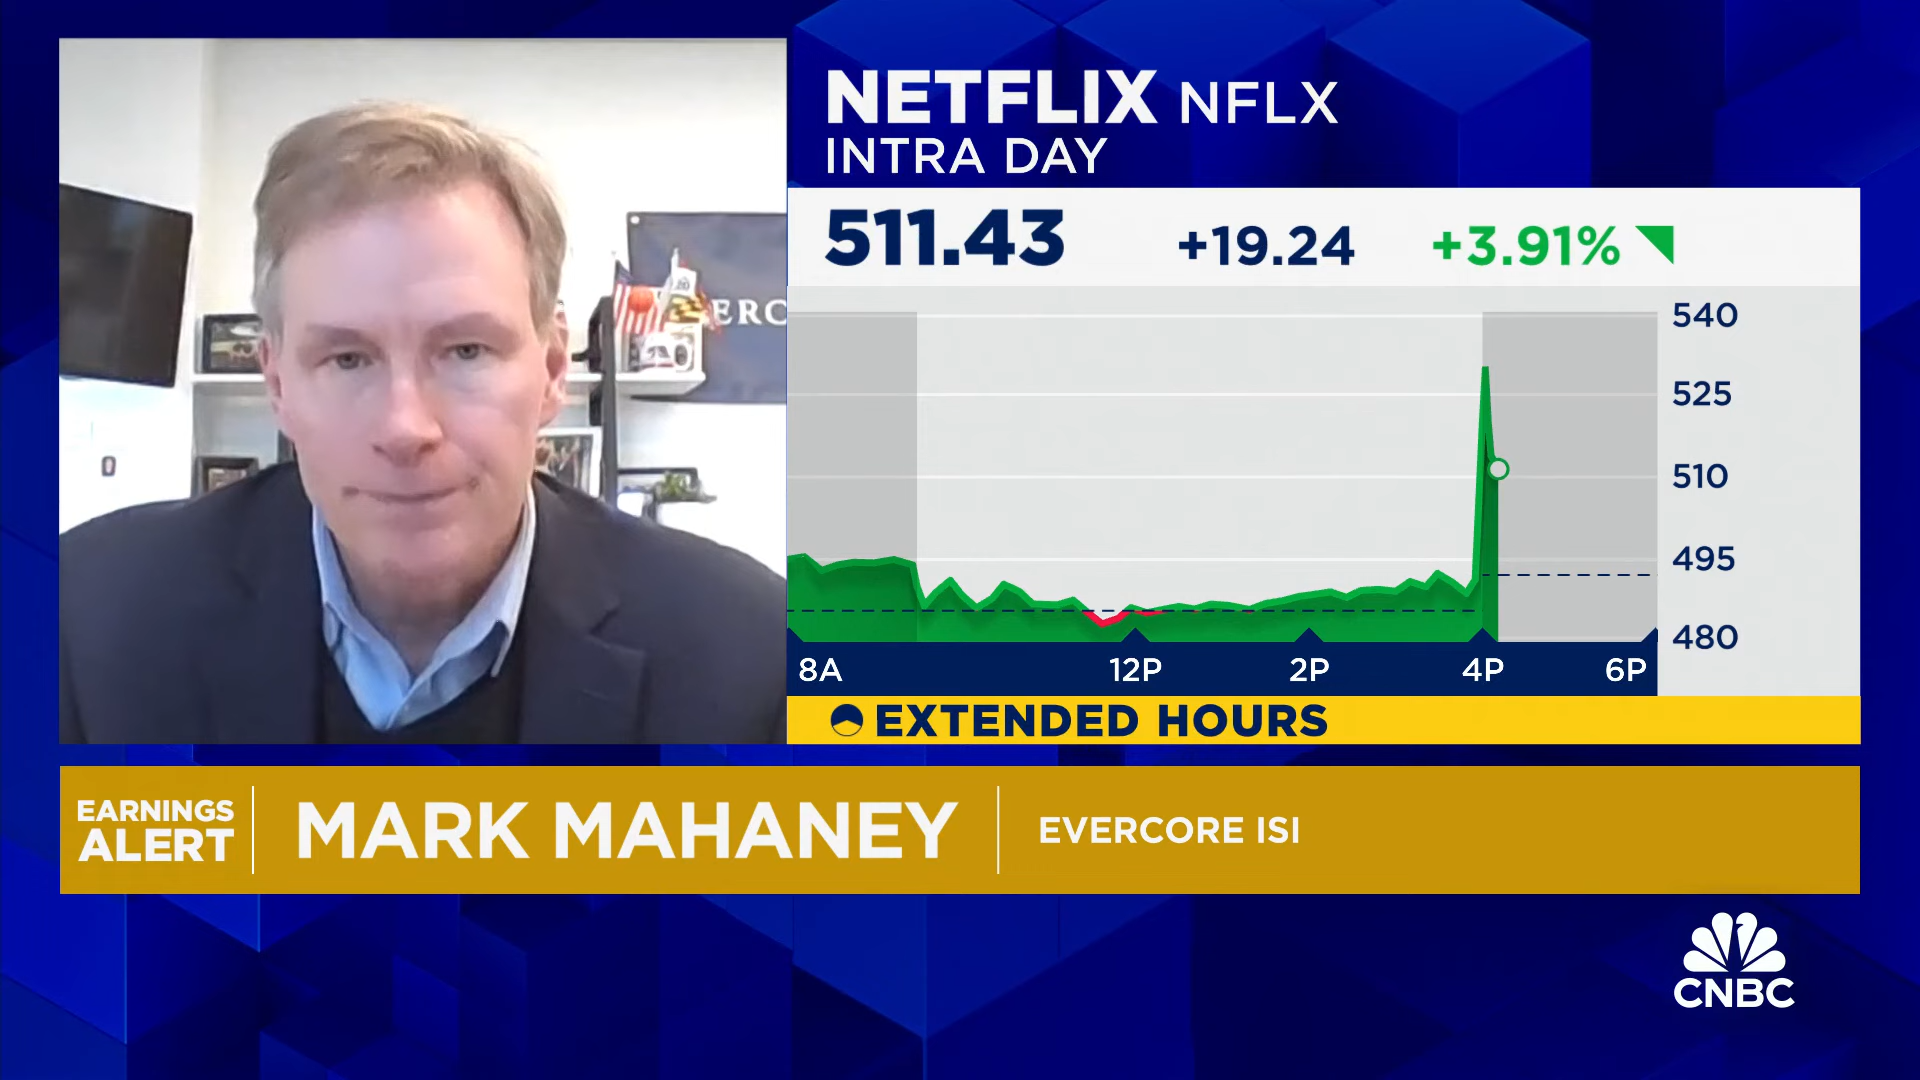 NETFLIX NFLX
INTRA DAY
511.43 +19.24 +3.91%
540
525
510
495
480
8A 12P 2P 4P 6P
EXTENDED HOURS
ERC
EARNINGS
ALERT
MARK MAHANEY
EVERCORE ISI
CNBC